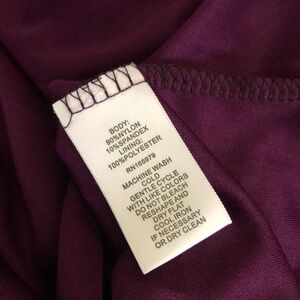 BODY:
90%NYLON
10%SPANDEX
LINING:
100%POLYESTER
RN166979
MACHINE WASH
COLD
GENTLE CYCLE
WITH LIKE COLORS
DO NOT BLEACH
RESHAPE AND
DRY FLAT
COOL IRON
IF NECESSARY
OR DRY CLEAN